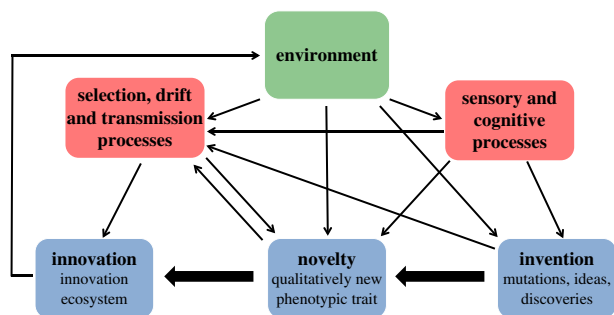 environment
selection, drift
and transmission
processes
sensory and
cognitive
processes
innovation
innovation
ecosystem
novelty
qualitatively new
phenotypic trait
invention
mutations, ideas,
discoveries